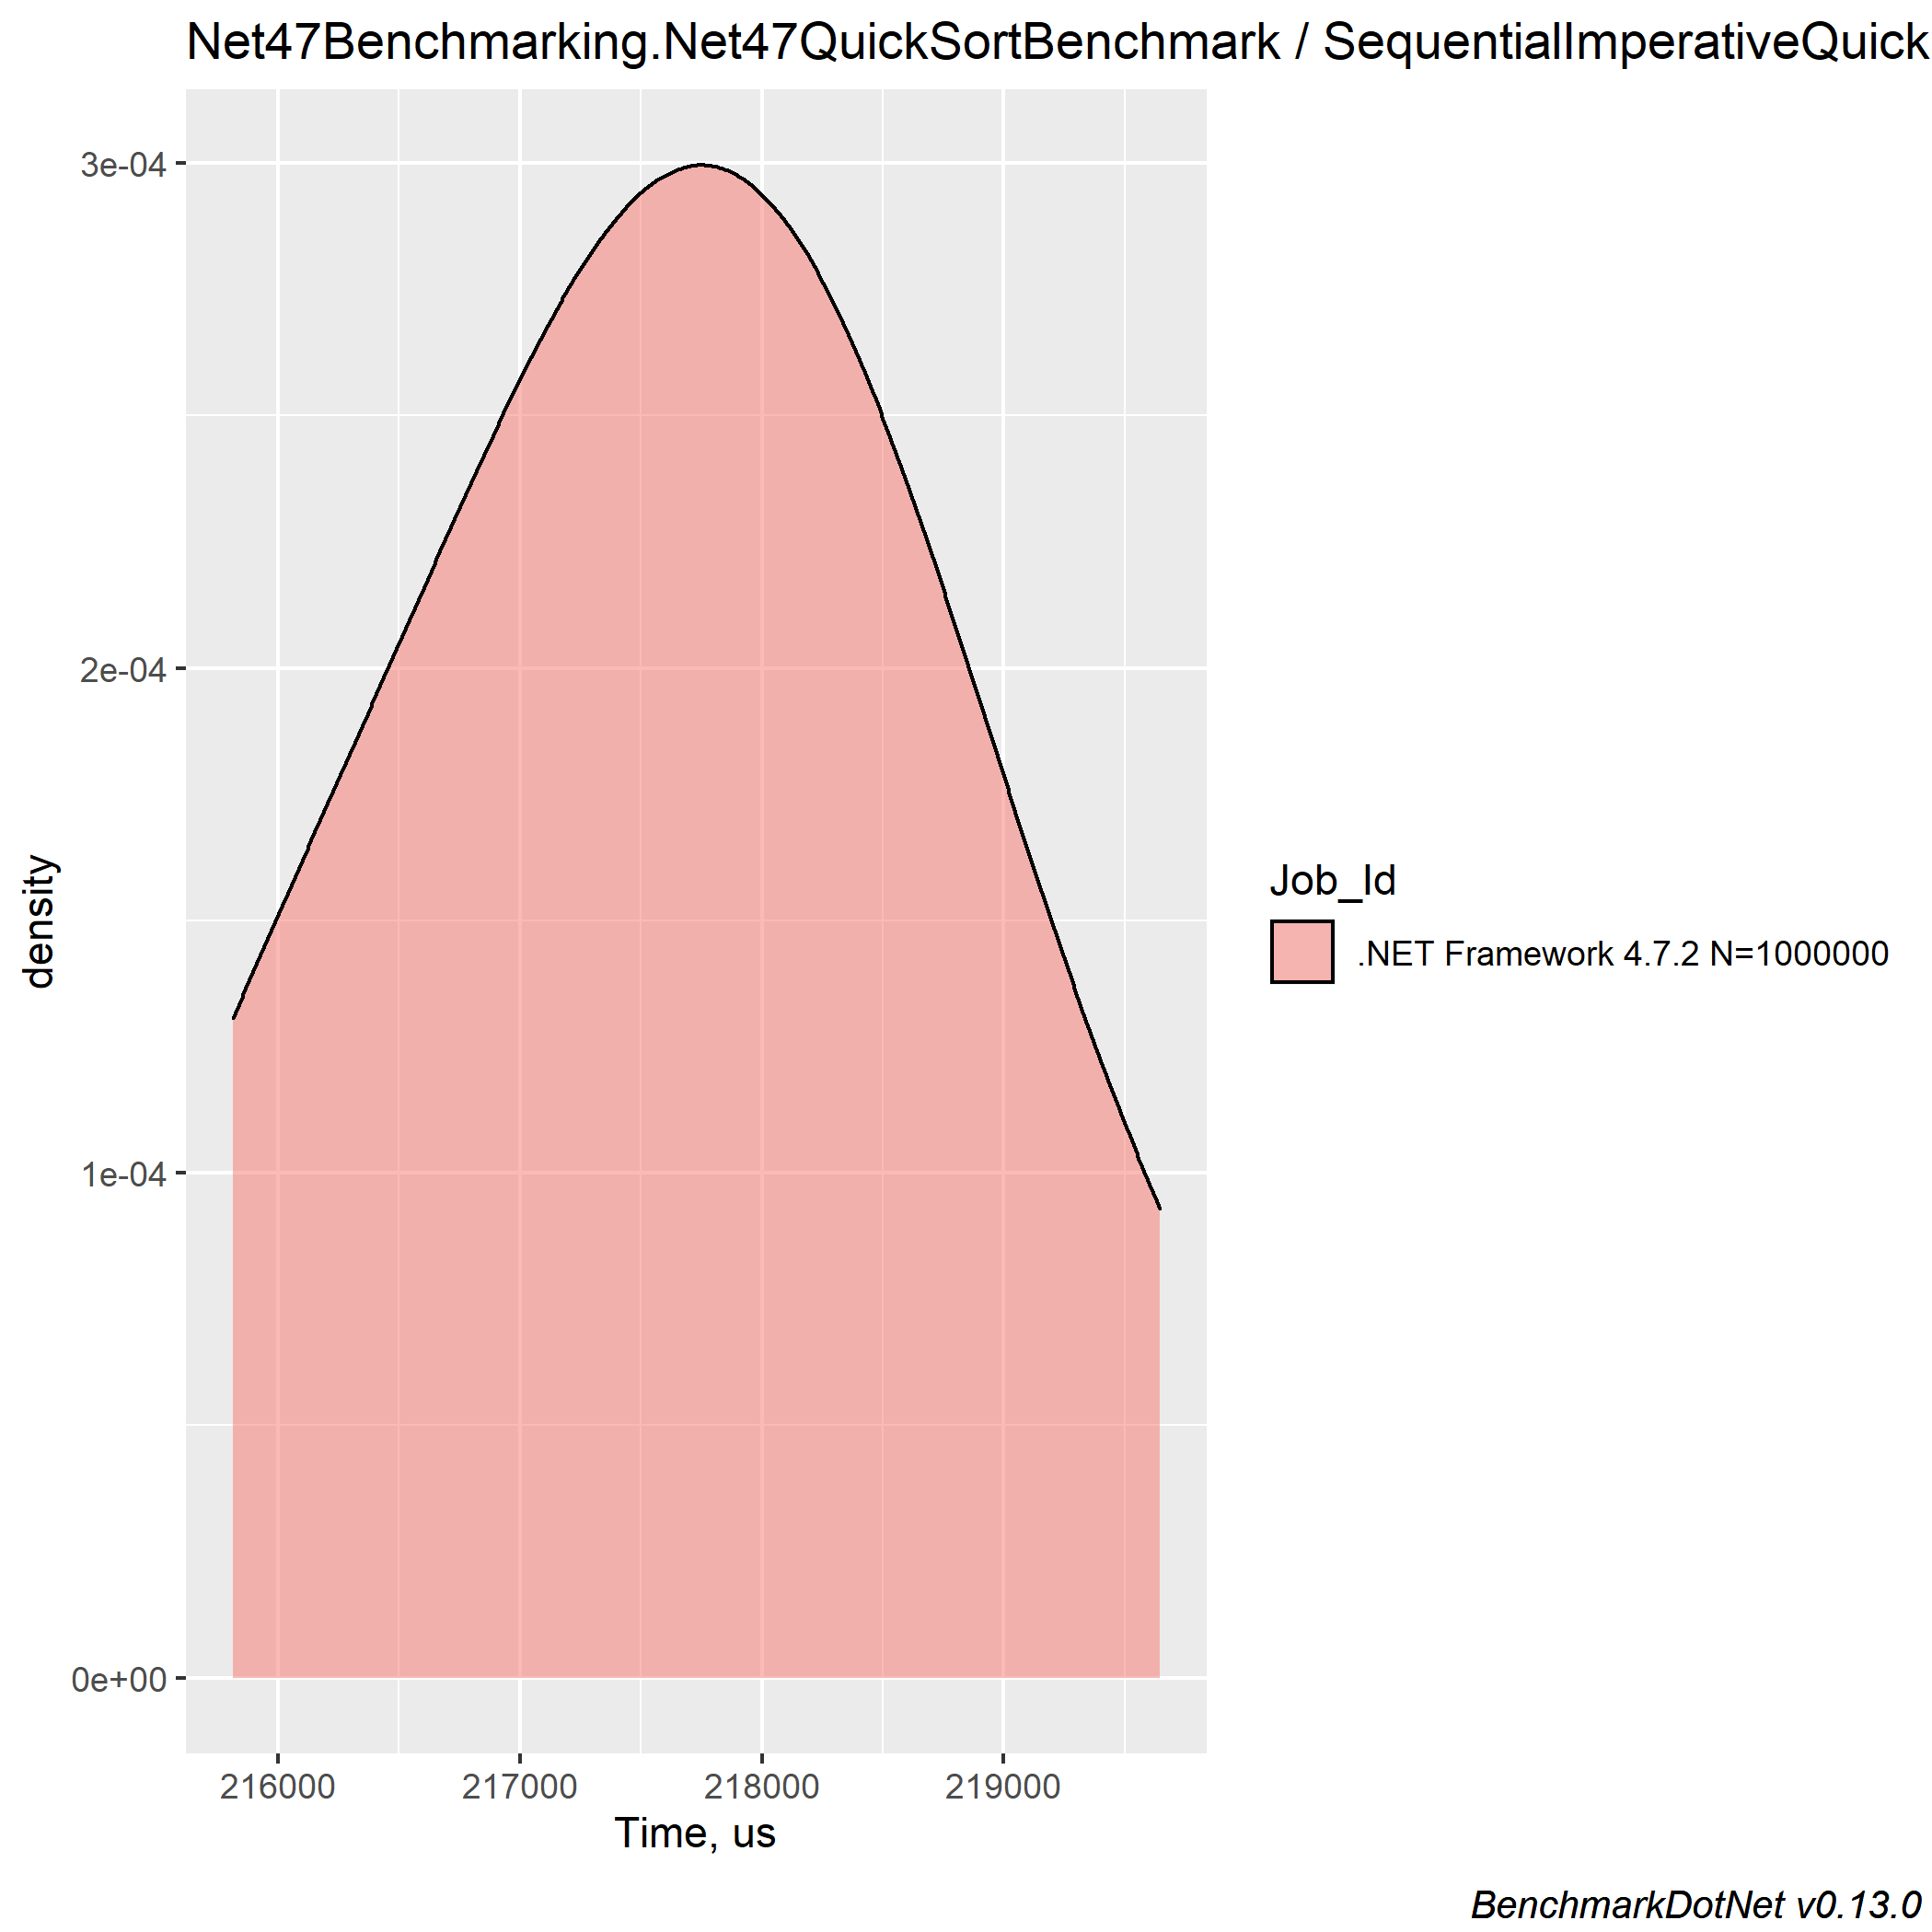 Net47Benchmarking.Net47QuickSortBenchmark / SequentialImperativeQuick
3e-04
2e-04
1e-04
0e+00
density
216000 217000 218000 219000
Time, us
Job_Id
.NET Framework 4.7.2 N=1000000
BenchmarkDotNet v0.13.0